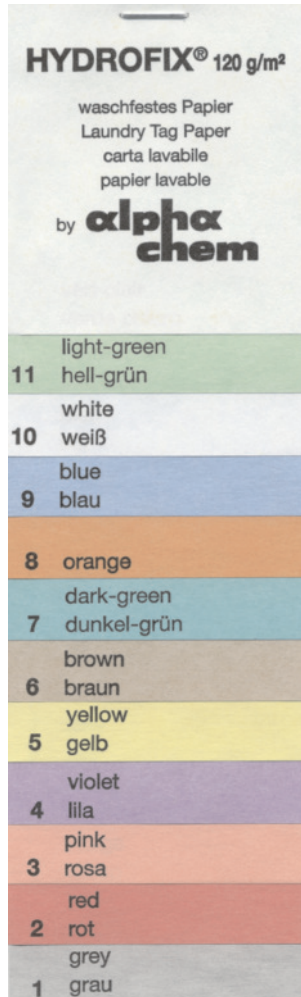 HYDROFIX® 120 g/m²
waschfestes Papier
Laundry Tag Paper
carta lavabile
papier lavable
by alpha
chem
light-green
11 hell-grün
white
10 weiß
blue
9 blau
8 orange
dark-green
7 dunkel-grün
brown
6 braun
yellow
5 gelb
violet
4 lila
pink
3 rosa
red
2 rot
grey
1 grau